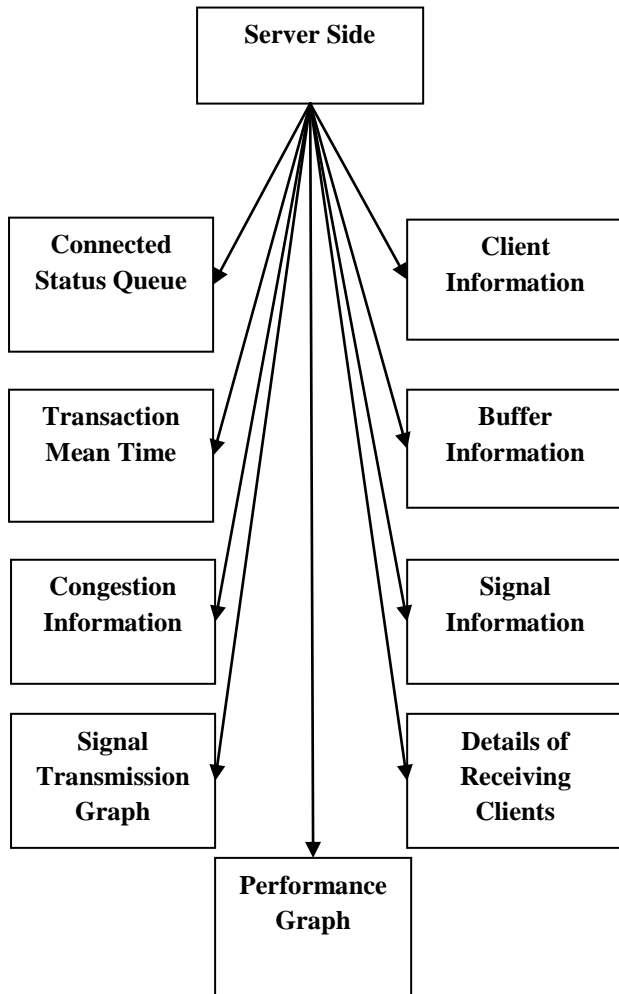 Server Side
Connected
Status Queue
Client
Information
Transaction
Mean Time
Buffer
Information
Congestion
Information
Signal
Information
Signal
Transmission
Graph
Details of
Receiving
Clients
Performance
Graph